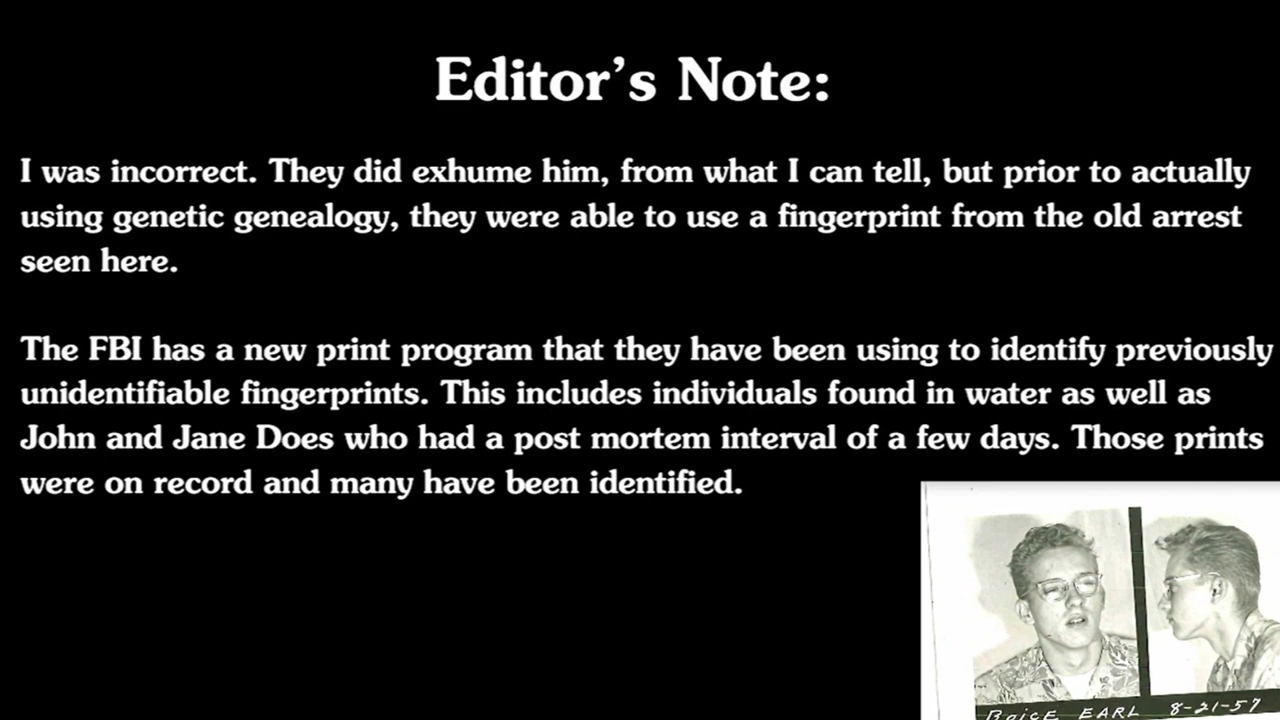 Editor’s Note:
I was incorrect. They did exhume him, from what I can tell, but prior to actually
using genetic genealogy, they were able to use a fingerprint from the old arrest
seen here.
The FBI has a new print program that they have been using to identify previously
unidentifiable fingerprints. This includes individuals found in water as well as
John and Jane Does who had a post mortem interval of a few days. Those prints
were on record and many have been identified.
BRICE EARL 8-21-57